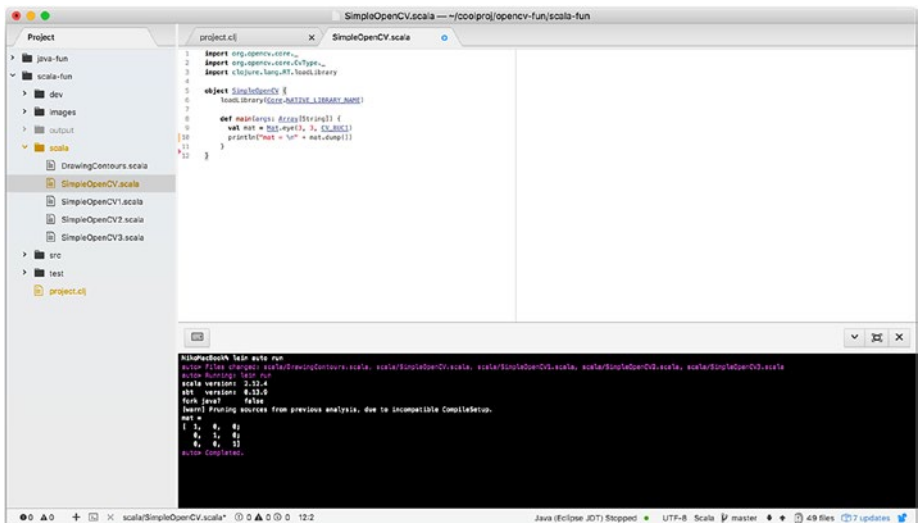 SimpleOpenCV.scala — ~/coolproj/opencv-fun/scala-fun
Project
project.clj
SimpleOpenCV.scala
java-fun
scala-fun
dev
images
output
scala
DrawingContours.scala
SimpleOpenCV.scala
SimpleOpenCV1.scala
SimpleOpenCV2.scala
SimpleOpenCV3.scala
src
test
project.clj
1 import org.opencv.core._
2 import org.opencv.core.CvType._
3 import clojure.lang.RT.loadLibrary
4
5 object SimpleOpenCV {
6 loadLibrary(Core.NATIVE_LIBRARY_NAME)
7
8 def main(args: Array[String]) {
9 val mat = Mat.eye(3, 3, CV_8UC1)
10 println("mat = \n" + mat.dump())
11 }
12 }
NikoMacBook% lein auto run
auto> Files changed: scala/DrawingContours.scala, scala/SimpleOpenCV.scala, scala/SimpleOpenCV1.scala, scala/SimpleOpenCV2.scala, scala/SimpleOpenCV3.scala
auto> Running: lein run
scala version: 2.12.4
sbt version: 0.13.9
fork java? false
[warn] Pruning sources from previous analysis, due to incompatible CompileSetup.
mat =
[ 1, 0, 0;
0, 1, 0;
0, 0, 1]
auto> Completed.
0 0 scala/SimpleOpenCV.scala* 0 0 0 12:2 Java (Eclipse JDT) Stopped UTF-8 Scala master 49 files 7 updates